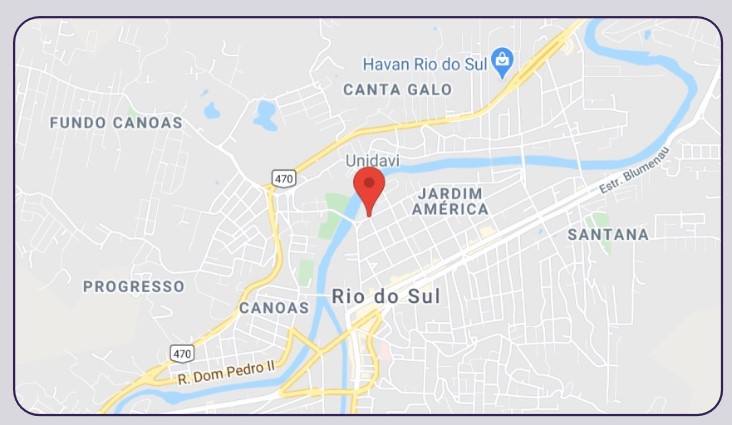 Havan Rio do Sul
CANTA GALO
FUNDO CANOAS
Unidavi
470
Estr. Blumenau
JARDIM
AMÉRICA
SANTANA
PROGRESSO
Rio do Sul
CANOAS
470
R. Dom Pedro II